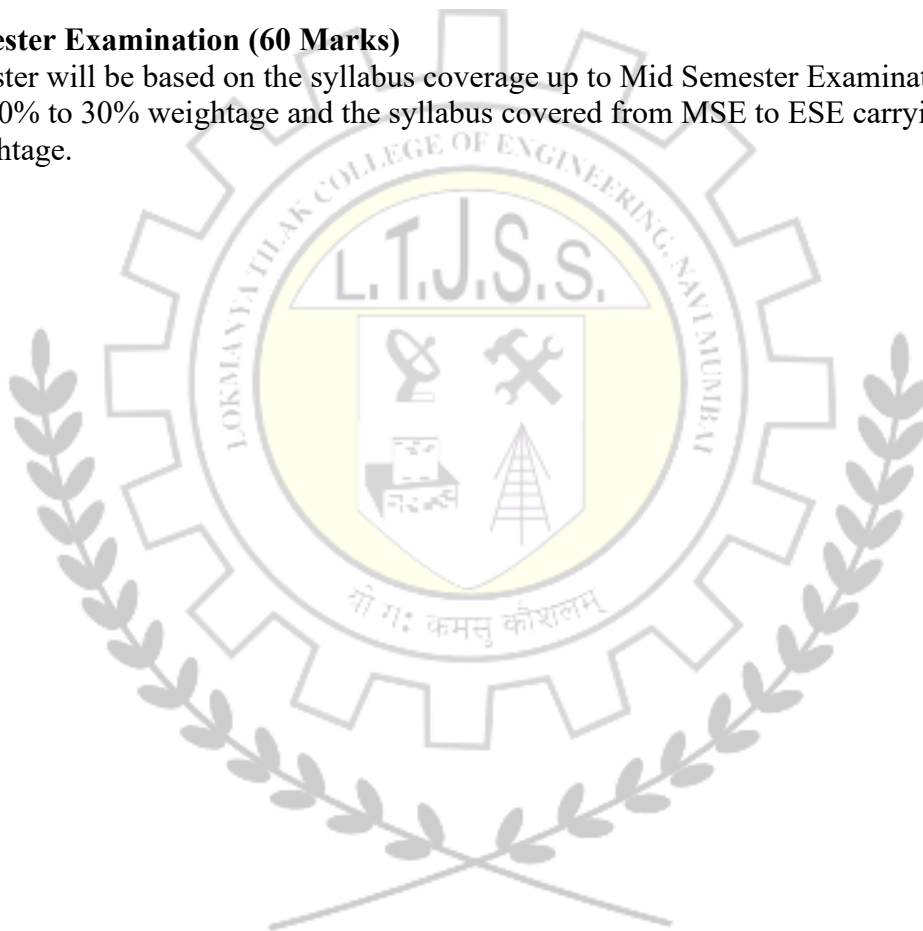 ester Examination (60 Marks)
ster will be based on the syllabus coverage up to Mid Semester Examinat
0% to 30% weightage and the syllabus covered from MSE to ESE carryi
htage.
LOKMANYA TILAK COLLEGE OF ENGINEERING, NAVI MUMBAI
L.T.J.S.S.
यो गः कमसु कौशलम्